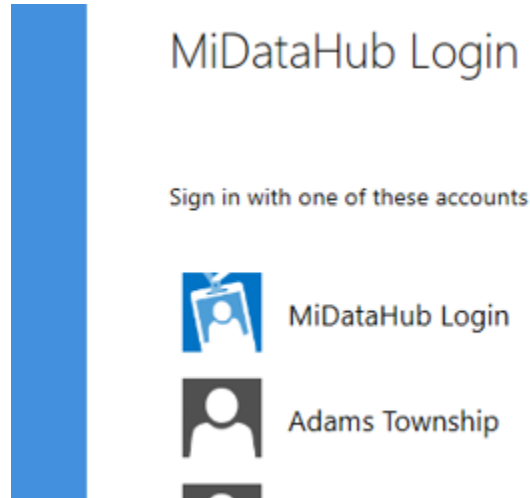 MiDataHub Login
Sign in with one of these accounts
MiDataHub Login
Adams Township